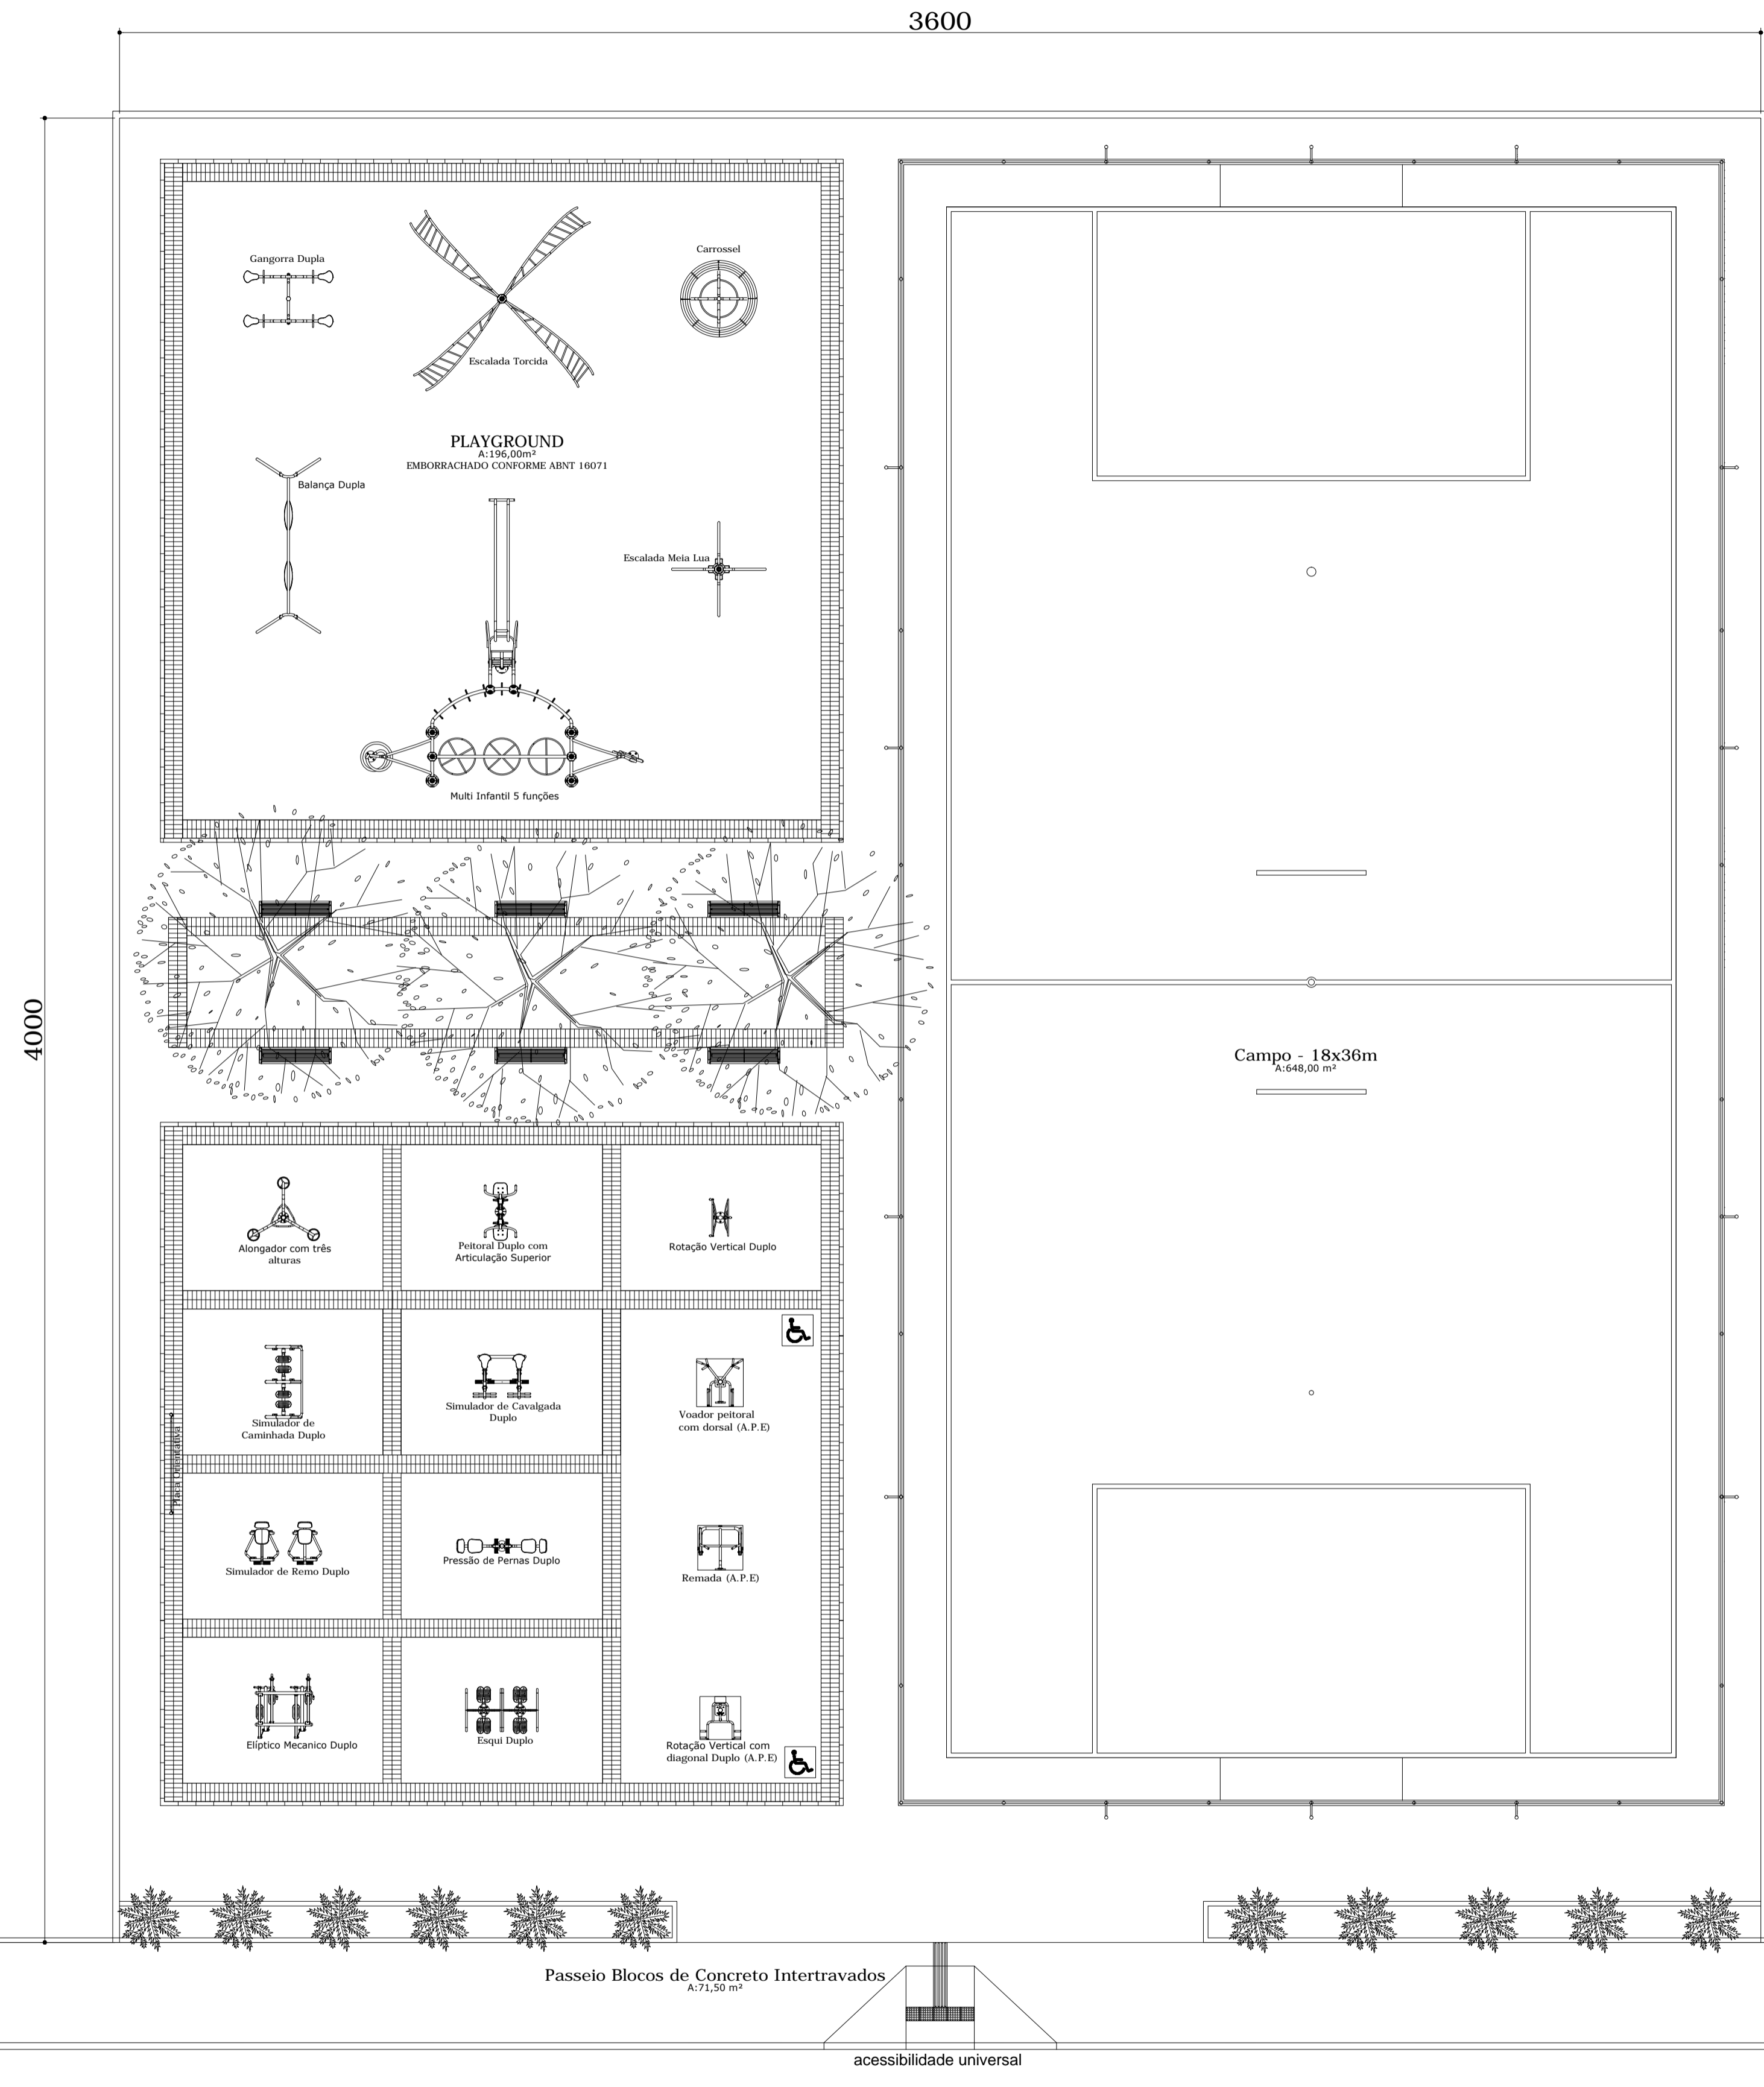 3600
4000
Gangorra Dupla
Carrossel
Escalada Torcida
PLAYGROUND
A:196,00m²
EMBORRACHADO CONFORME ABNT 16071
Balança Dupla
Escalada Meia Lua
Multi Infantil 5 funções
Campo - 18x36m
A:648,00 m²
Alongador com três
alturas
Peitoral Duplo com
Articulação Superior
Rotação Vertical Duplo
Simulador de
Caminhada Duplo
Simulador de Cavalgada
Duplo
Voador peitoral
com dorsal (A.P.E)
Placa Orientativa
Simulador de Remo Duplo
Pressão de Pernas Duplo
Remada (A.P.E)
Elíptico Mecanico Duplo
Esqui Duplo
Rotação Vertical com
diagonal Duplo (A.P.E)
Passeio Blocos de Concreto Intertravados
A:71,50 m²
acessibilidade universal